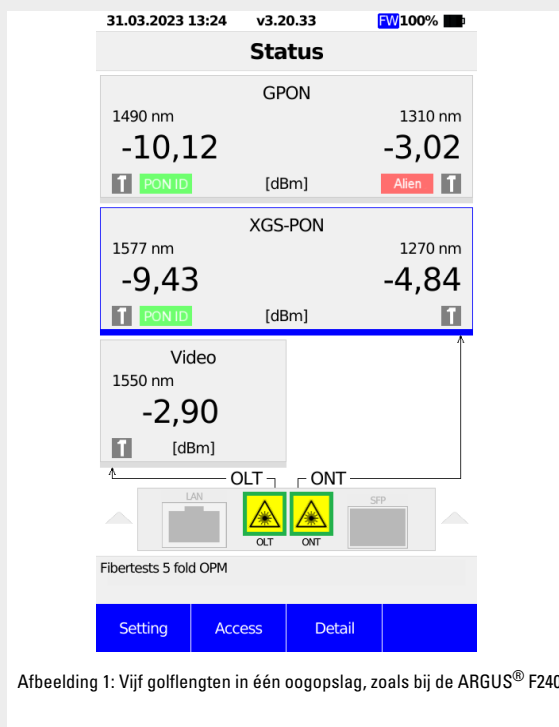 31.03.2023 13:24 v3.20.33 FW 100%
Status
GPON
1490 nm 1310 nm
-10,12 -3,02
PON ID [dBm] Alien
XGS-PON
1577 nm 1270 nm
-9,43 -4,84
PON ID [dBm]
Video
1550 nm
-2,90
[dBm]
OLT ONT
LAN SFP
OLT ONT
Fibertests 5 fold OPM
Setting Access Detail
Afbeelding 1: Vijf golflengten in één oogopslag, zoals bij de ARGUS® F240